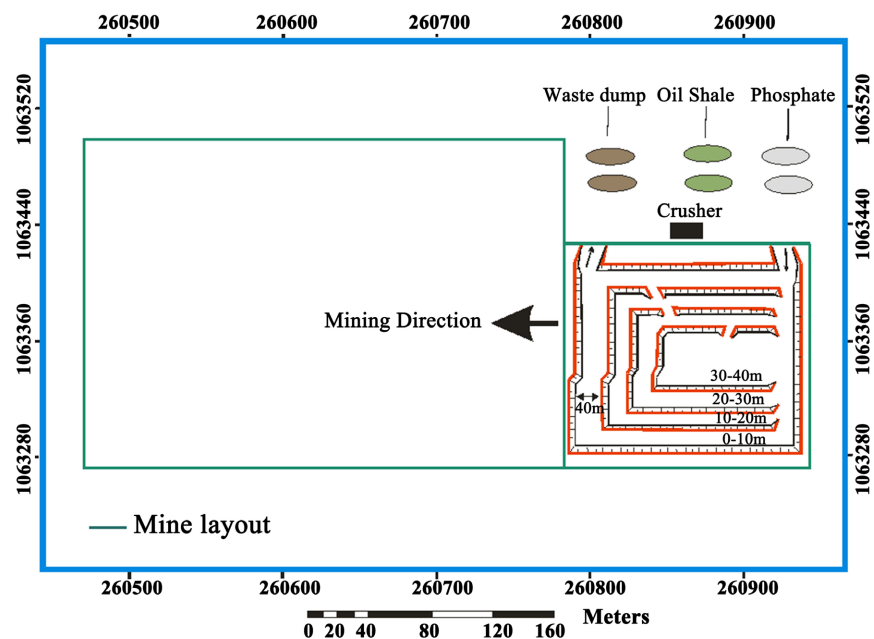 260500 260600 260700 260800 260900
1063520
1063520
Waste dump Oil Shale Phosphate
1063440
1063440
Crusher
Mining Direction
1063360
1063360
30-40m
20-30m
40m
10-20m
0-10m
1063280
1063280
Mine layout
260500 260600 260700 260800 260900
0 20 40 80 120 160 Meters